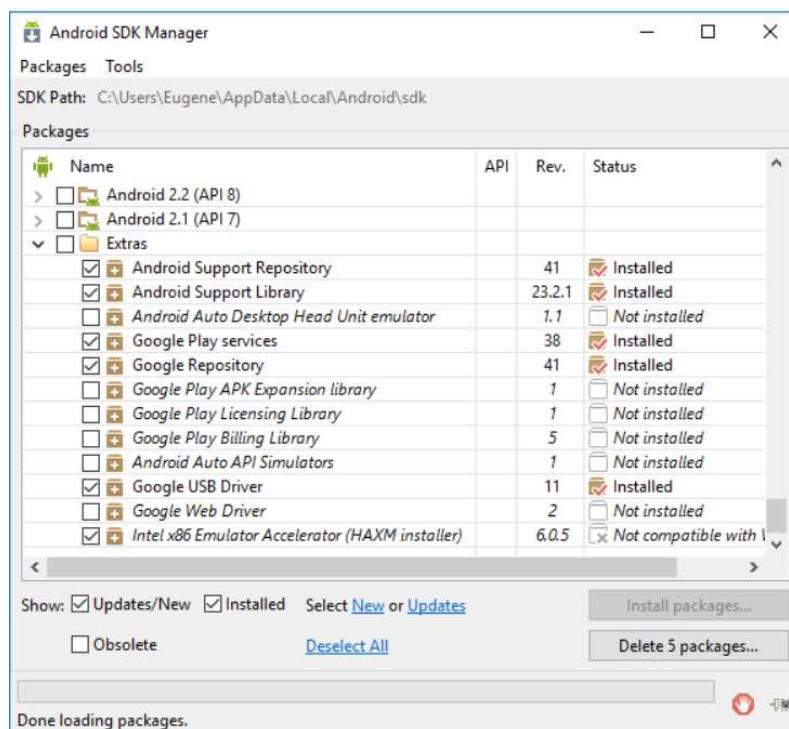 Android SDK Manager
Packages Tools
SDK Path: C:\Users\Eugene\AppData\Local\Android\sdk
Packages
Name API Rev. Status
Android 2.2 (API 8)
Android 2.1 (API 7)
Extras
Android Support Repository 41 Installed
Android Support Library 23.2.1 Installed
Android Auto Desktop Head Unit emulator 1.1 Not installed
Google Play services 38 Installed
Google Repository 41 Installed
Google Play APK Expansion library 1 Not installed
Google Play Licensing Library 1 Not installed
Google Play Billing Library 5 Not installed
Android Auto API Simulators 1 Not installed
Google USB Driver 11 Installed
Google Web Driver 2 Not installed
Intel x86 Emulator Accelerator (HAXM installer) 6.0.5 Not compatible with
Show: Updates/New Installed Select New or Updates Install packages...
Obsolete Deselect All Delete 5 packages...
Done loading packages.